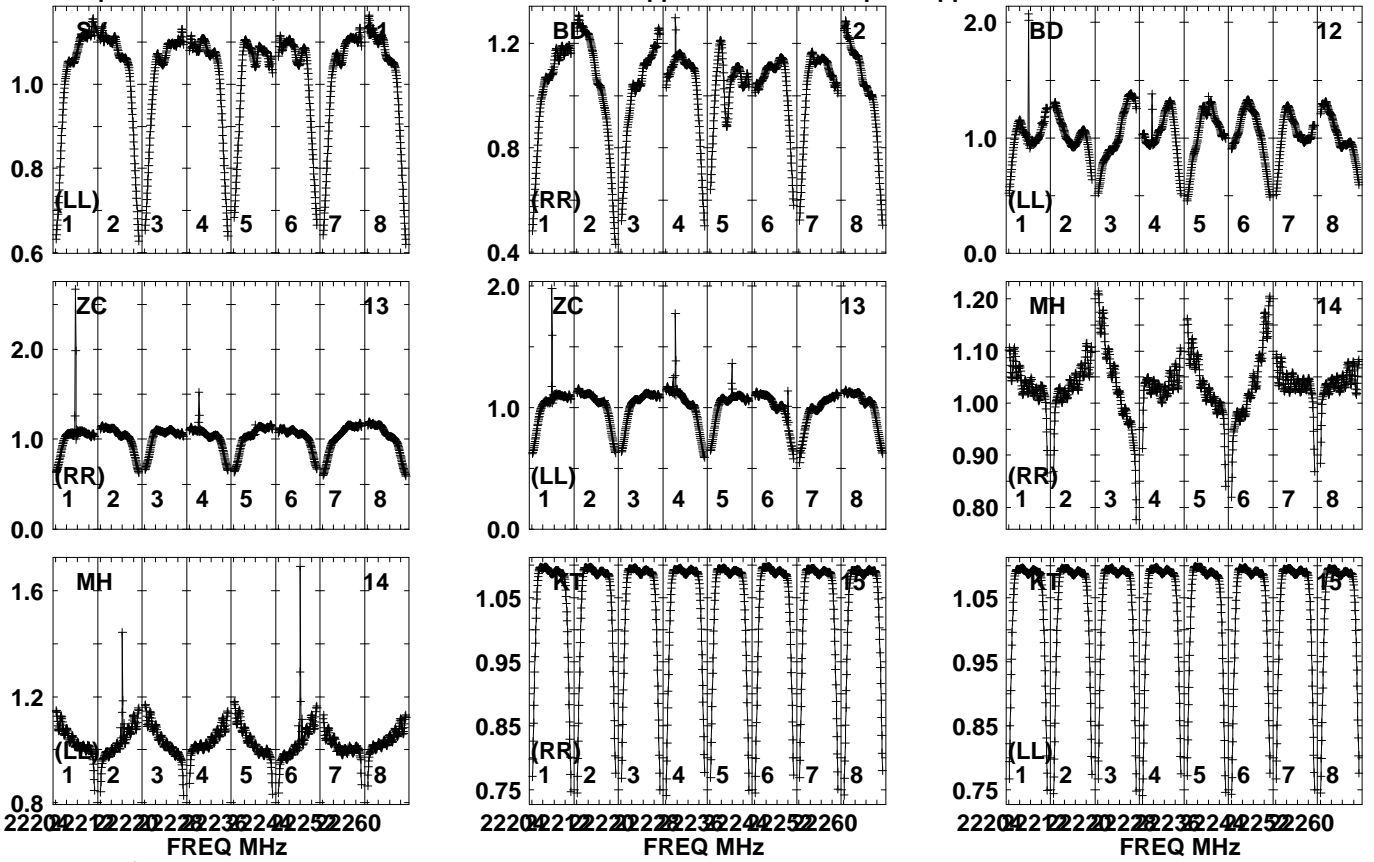 11
1.0
0.8
0.6
(LL)
1 2 3 4 5 6 7 8
BD 12
1.2
0.8
0.4
(RR)
1 2 3 4 5 6 7 8
BD 12
2.0
1.0
0.0
(LL)
1 2 3 4 5 6 7 8
ZC 13
2.0
1.0
0.0
(RR)
1 2 3 4 5 6 7 8
ZC 13
2.0
1.0
0.0
(LL)
1 2 3 4 5 6 7 8
MH 14
1.20
1.10
1.00
0.90
0.80
(RR)
1 2 3 4 5 6 7 8
MH 14
1.6
1.2
0.8
(LL)
1 2 3 4 5 6 7 8
FREQ MHz
KT 15
1.05
0.95
0.85
0.75
(RR)
1 2 3 4 5 6 7 8
FREQ MHz
KT 15
1.05
0.95
0.85
0.75
(LL)
1 2 3 4 5 6 7 8
FREQ MHz